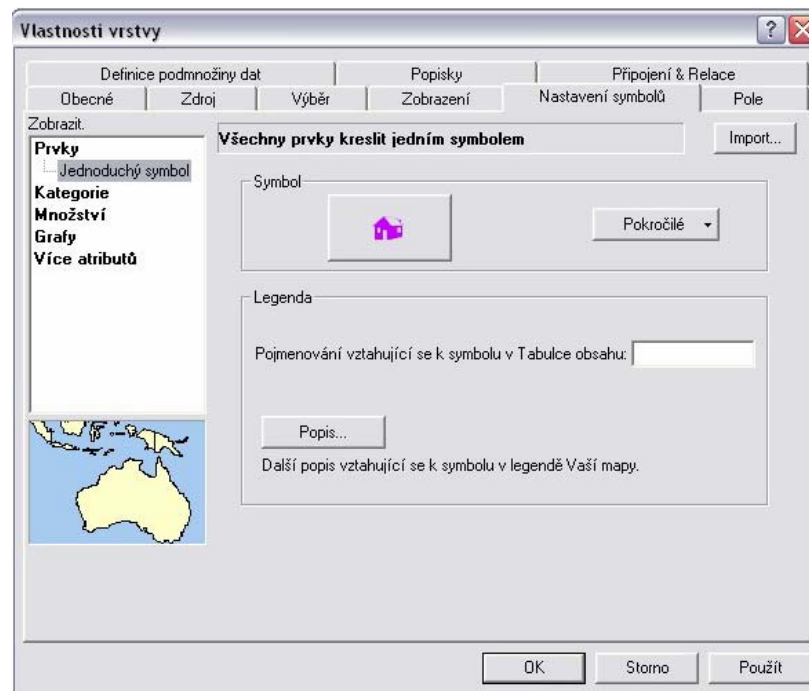 Vlastnosti vrstvy
Definice podmnožiny dat
Popisky
Připojení & Relace
Obecné
Zdroj
Výběr
Zobrazení
Nastavení symbolů
Pole
Zobrazit.
Prvky
Jednoduchý symbol
Kategorie
Množství
Grafy
Více atributů
Všechny prvky kreslit jedním symbolem
Import...
Symbol
Pokročilé
Legenda
Pojmenování vztahující se k symbolu v Tabulce obsahu:
Popis...
Další popis vztahující se k symbolu v legendě Vaší mapy.
OK
Storno
Použít